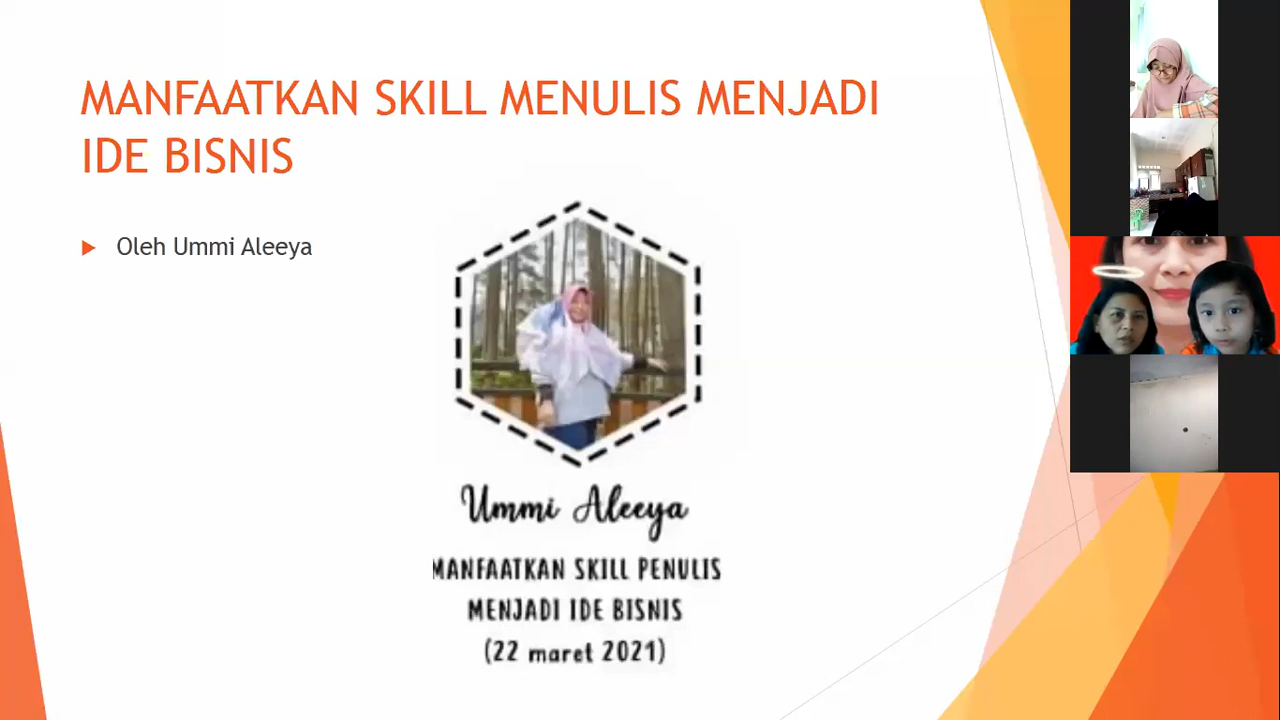 MANFAATKAN SKILL MENULIS MENJADI
IDE BISNIS
Oleh Ummi Aleeya
Ummi Aleeya
MANFAATKAN SKILL PENULIS
MENJADI IDE BISNIS
(22 maret 2021)